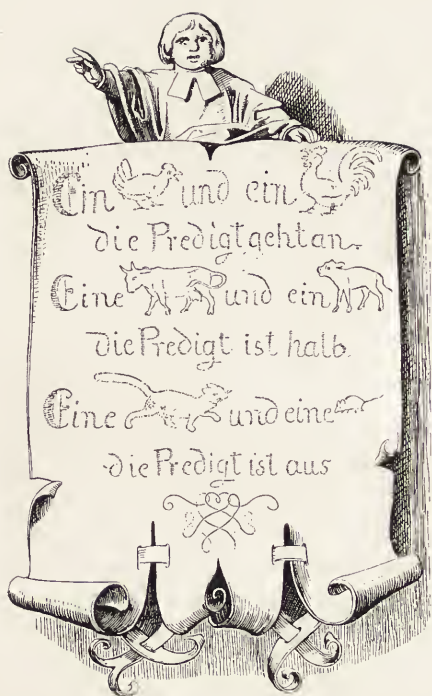 Ein und ein
die Predigt geht an.
Eine und ein
die Predigt ist halb.
Eine und eine
die Predigt ist aus